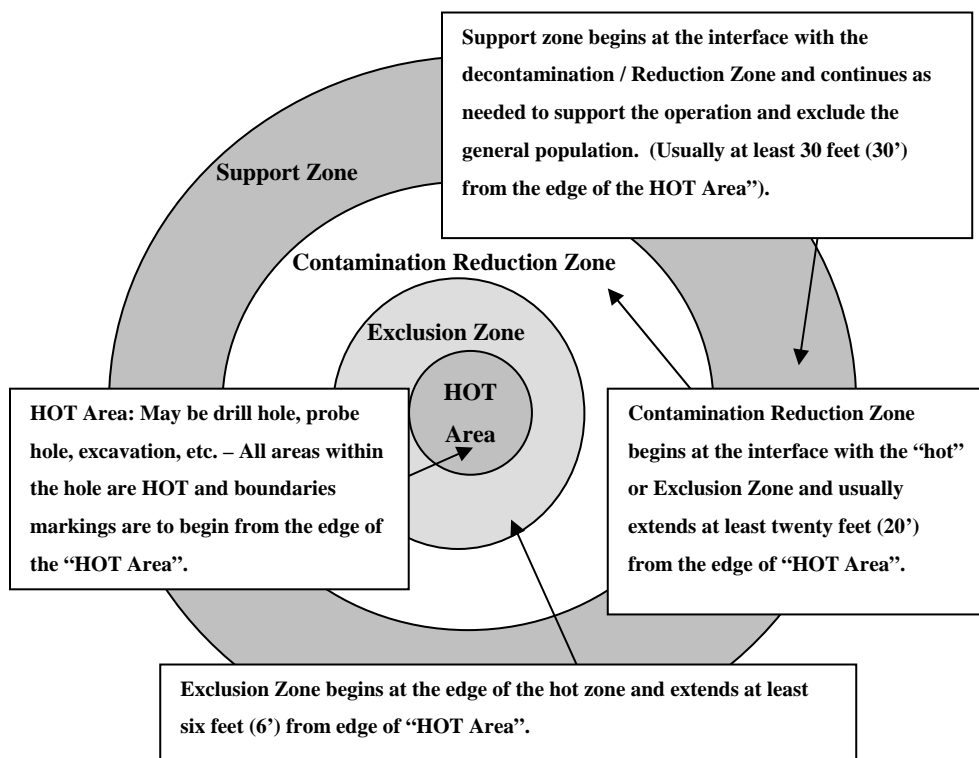 Support zone begins at the interface with the
decontamination / Reduction Zone and continues as
needed to support the operation and exclude the
general population.  (Usually at least 30 feet (30’)
from the edge of the HOT Area”).
Support Zone
Contamination Reduction Zone
Exclusion Zone
HOT
Area
HOT Area: May be drill hole, probe
hole, excavation, etc. – All areas within
the hole are HOT and boundaries
markings are to begin from the edge of
the “HOT Area”.
Contamination Reduction Zone
begins at the interface with the “hot”
or Exclusion Zone and usually
extends at least twenty feet (20’)
from the edge of “HOT Area”.
Exclusion Zone begins at the edge of the hot zone and extends at least
six feet (6’) from edge of “HOT Area”.